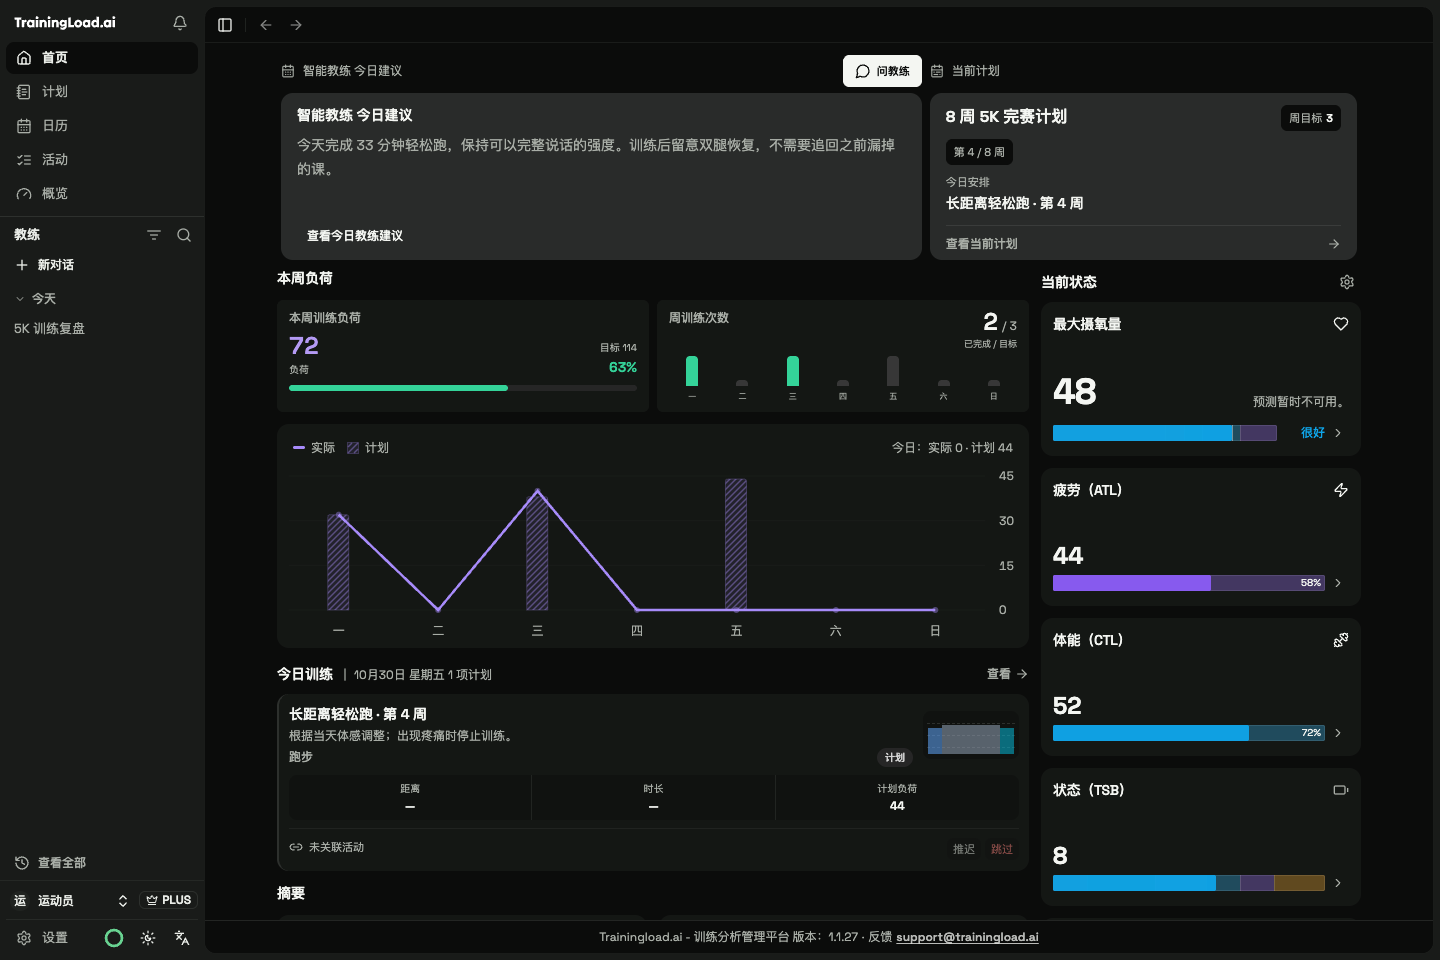 TrainingLoad.ai
首页
计划
日历
活动
概览
教练
新对话
今天
5K 训练复盘
查看全部
运 运动员 PLUS
设置
智能教练 今日建议
问教练
当前计划
智能教练 今日建议
今天完成 33 分钟轻松跑，保持可以完整说话的强度。训练后留意双腿恢复，不需要追回之前漏掉
的课。
查看今日教练建议
8 周 5K 完赛计划
周目标 3
第 4 / 8 周
今日安排
长距离轻松跑 · 第 4 周
查看当前计划
本周负荷
本周训练负荷
72
负荷
目标 114
63%
周训练次数
2 / 3
已完成 / 目标
一 二 三 四 五 六 日
实际 计划
今日：实际 0 · 计划 44
45
30
15
0
一 二 三 四 五 六 日
今日训练 | 10月30日 星期五 1 项计划
查看
长距离轻松跑 · 第 4 周
根据当天体感调整；出现疼痛时停止训练。
跑步
计划
距离 时长 计划负荷
— — 44
未关联活动
推迟 跳过
摘要
当前状态
最大摄氧量
48
预测暂时不可用。
很好
疲劳（ATL）
44
58%
体能（CTL）
52
72%
状态（TSB）
8
Trainingload.ai - 训练分析管理平台 版本：1.1.27 · 反馈 support@trainingload.ai